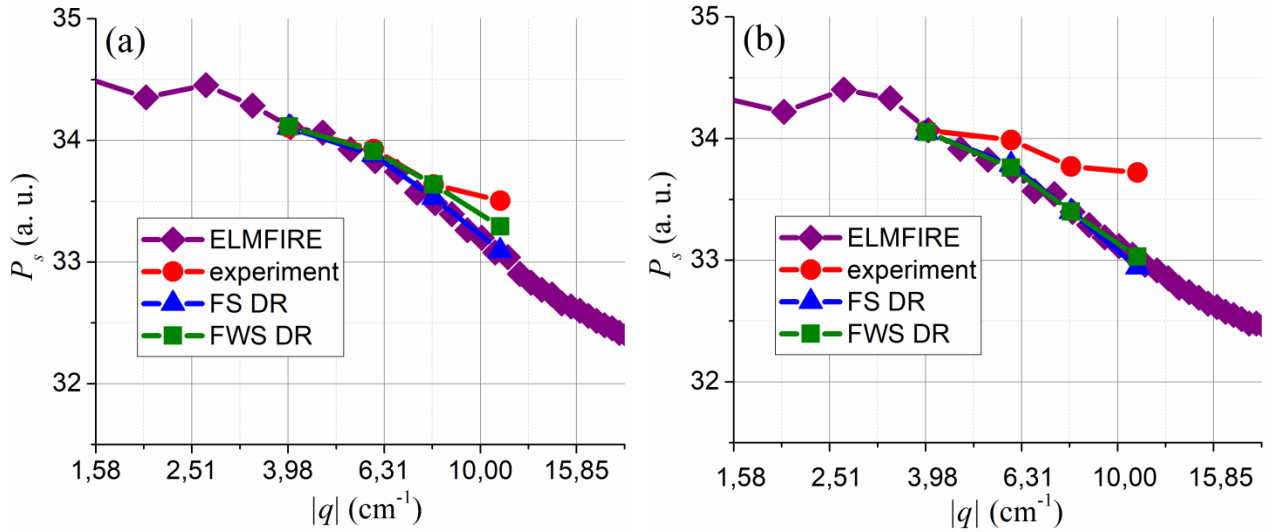 (a)
35
34
33
32
P_s (a. u.)
ELMFIRE
experiment
FS DR
FWS DR
1,58 2,51 3,98 6,31 10,00 15,85
|q| (cm⁻¹)
(b)
35
34
33
32
P_s (a. u.)
ELMFIRE
experiment
FS DR
FWS DR
1,58 2,51 3,98 6,31 10,00 15,85
|q| (cm⁻¹)